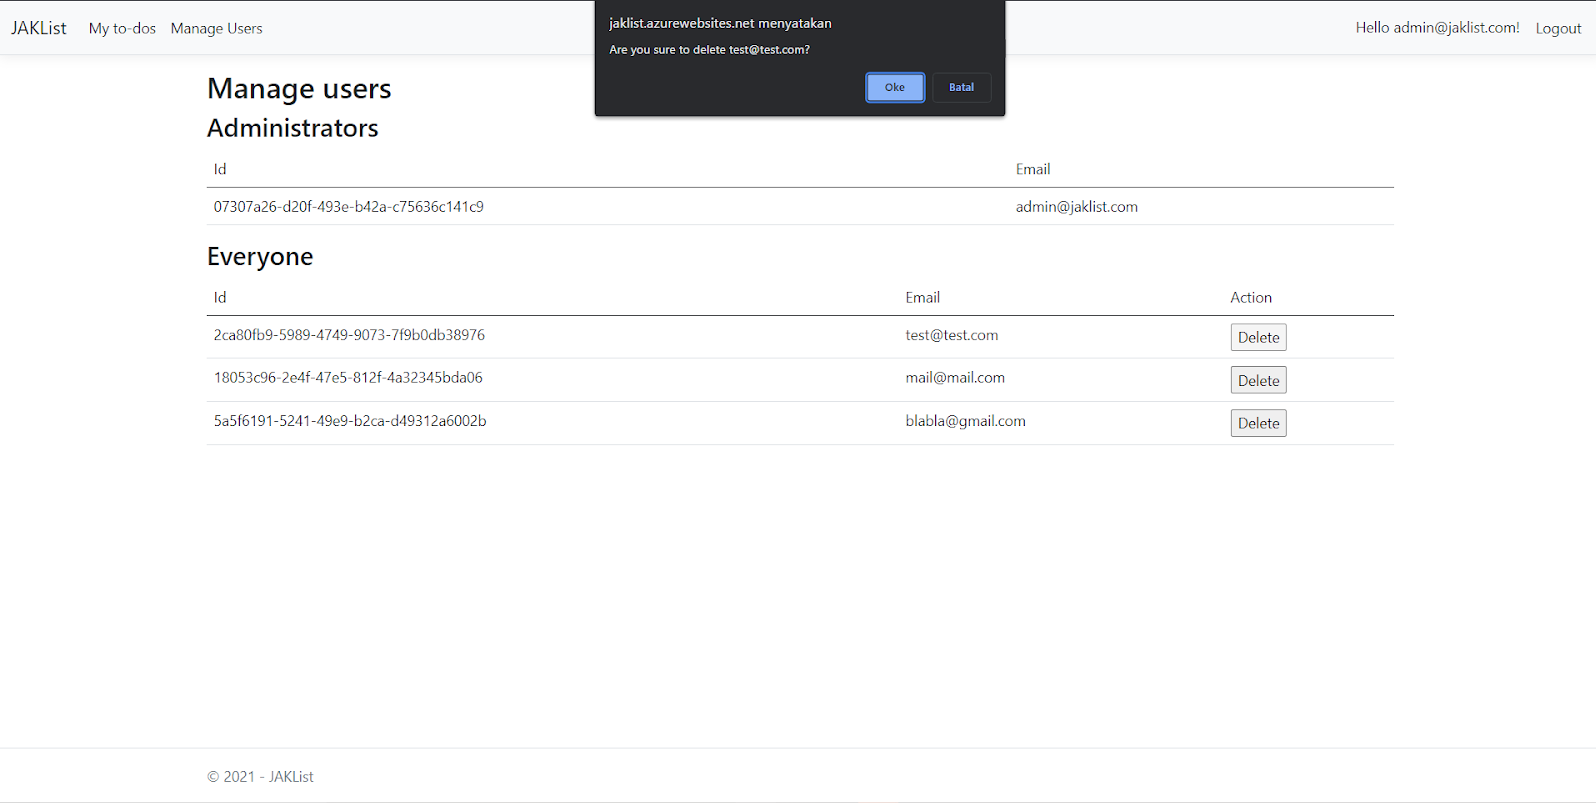 JAKList My to-dos Manage Users Hello admin@jaklist.com! Logout
jaklist.azurewebsites.net menyatakan
Are you sure to delete test@test.com?
Oke Batal
Manage users
Administrators
Id Email
07307a26-d20f-493e-b42a-c75636c141c9 admin@jaklist.com
Everyone
Id Email Action
2ca80fb9-5989-4749-9073-7f9b0db38976 test@test.com Delete
18053c96-2e4f-47e5-812f-4a32345bda06 mail@mail.com Delete
5a5f6191-5241-49e9-b2ca-d49312a6002b blabla@gmail.com Delete
© 2021 - JAKList